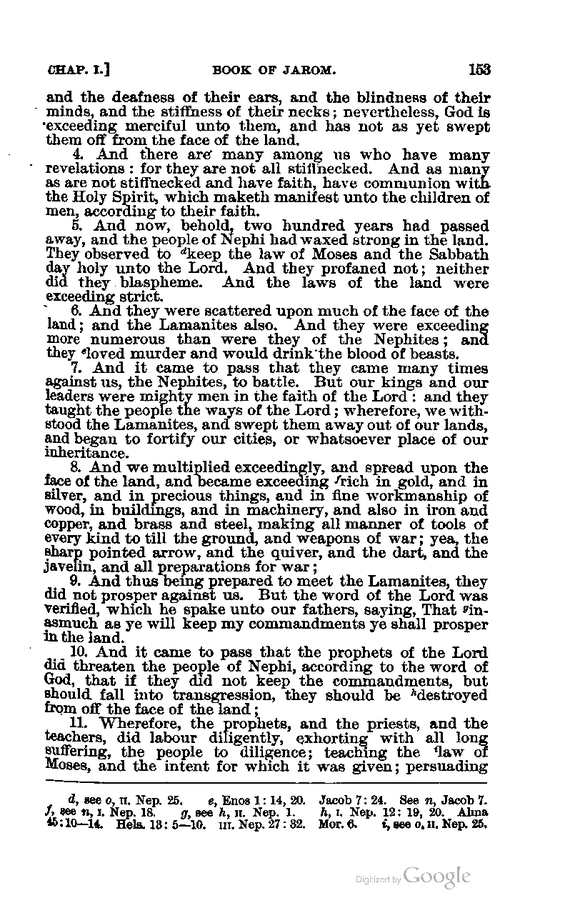 CHAP. I.] BOOK OF JAROM. 153
and the deafness of their ears, and the blindness of their
minds, and the stiffness of their necks; nevertheless, God is
exceeding merciful unto them, and has not as yet swept
them off from the face of the land.
4. And there are many among us who have many
revelations: for they are not all stiffnecked. And as many
as are not stiffnecked and have faith, have communion with
the Holy Spirit, which maketh manifest unto the children of
men, according to their faith.
5. And now, behold, two hundred years had passed
away, and the people of Nephi had waxed strong in the land.
They observed to dkeep the law of Moses and the Sabbath
day holy unto the Lord. And they profaned not; neither
did they blaspheme. And the laws of the land were
exceeding strict.
6. And they were scattered upon much of the face of the
land; and the Lamanites also. And they were exceeding
more numerous than were they of the Nephites; and
they eloved murder and would drink the blood of beasts.
7. And it came to pass that they came many times
against us, the Nephites, to battle. But our kings and our
leaders were mighty men in the faith of the Lord: and they
taught the people the ways of the Lord; wherefore, we with-
stood the Lamanites, and swept them away out of our lands,
and began to fortify our cities, or whatsoever place of our
inheritance.
8. And we multiplied exceedingly, and spread upon the
face of the land, and became exceeding frich in gold, and in
silver, and in precious things, and in fine workmanship of
wood, in buildings, and in machinery, and also in iron and
copper, and brass and steel, making all manner of tools of
every kind to till the ground, and weapons of war; yea, the
sharp pointed arrow, and the quiver, and the dart, and the
javelin, and all preparations for war;
9. And thus being prepared to meet the Lamanites, they
did not prosper against us. But the word of the Lord was
verified, which he spake unto our fathers, saying, That gin-
asmuch as ye will keep my commandments ye shall prosper
in the land.
10. And it came to pass that the prophets of the Lord
did threaten the people of Nephi, according to the word of
God, that if they did not keep the commandments, but
should fall into transgression, they should be hdestroyed
from off the face of the land;
11. Wherefore, the prophets, and the priests, and the
teachers, did labour diligently, exhorting with all long
suffering, the people to diligence; teaching the ilaw of
Moses, and the intent for which it was given; persuading
d, see o, II. Nep. 25. e, Enos 1: 14, 20. Jacob 7: 24. See n, Jacob 7.
f, see n, I. Nep. 18. g, see h, II. Nep. 1. h, I. Nep. 12: 19, 20. Alma
45: 10—14. Hela. 13: 5—10. III. Nep. 27: 32. Mor. 6. i, see o, II. Nep. 25.
Digitized by Google